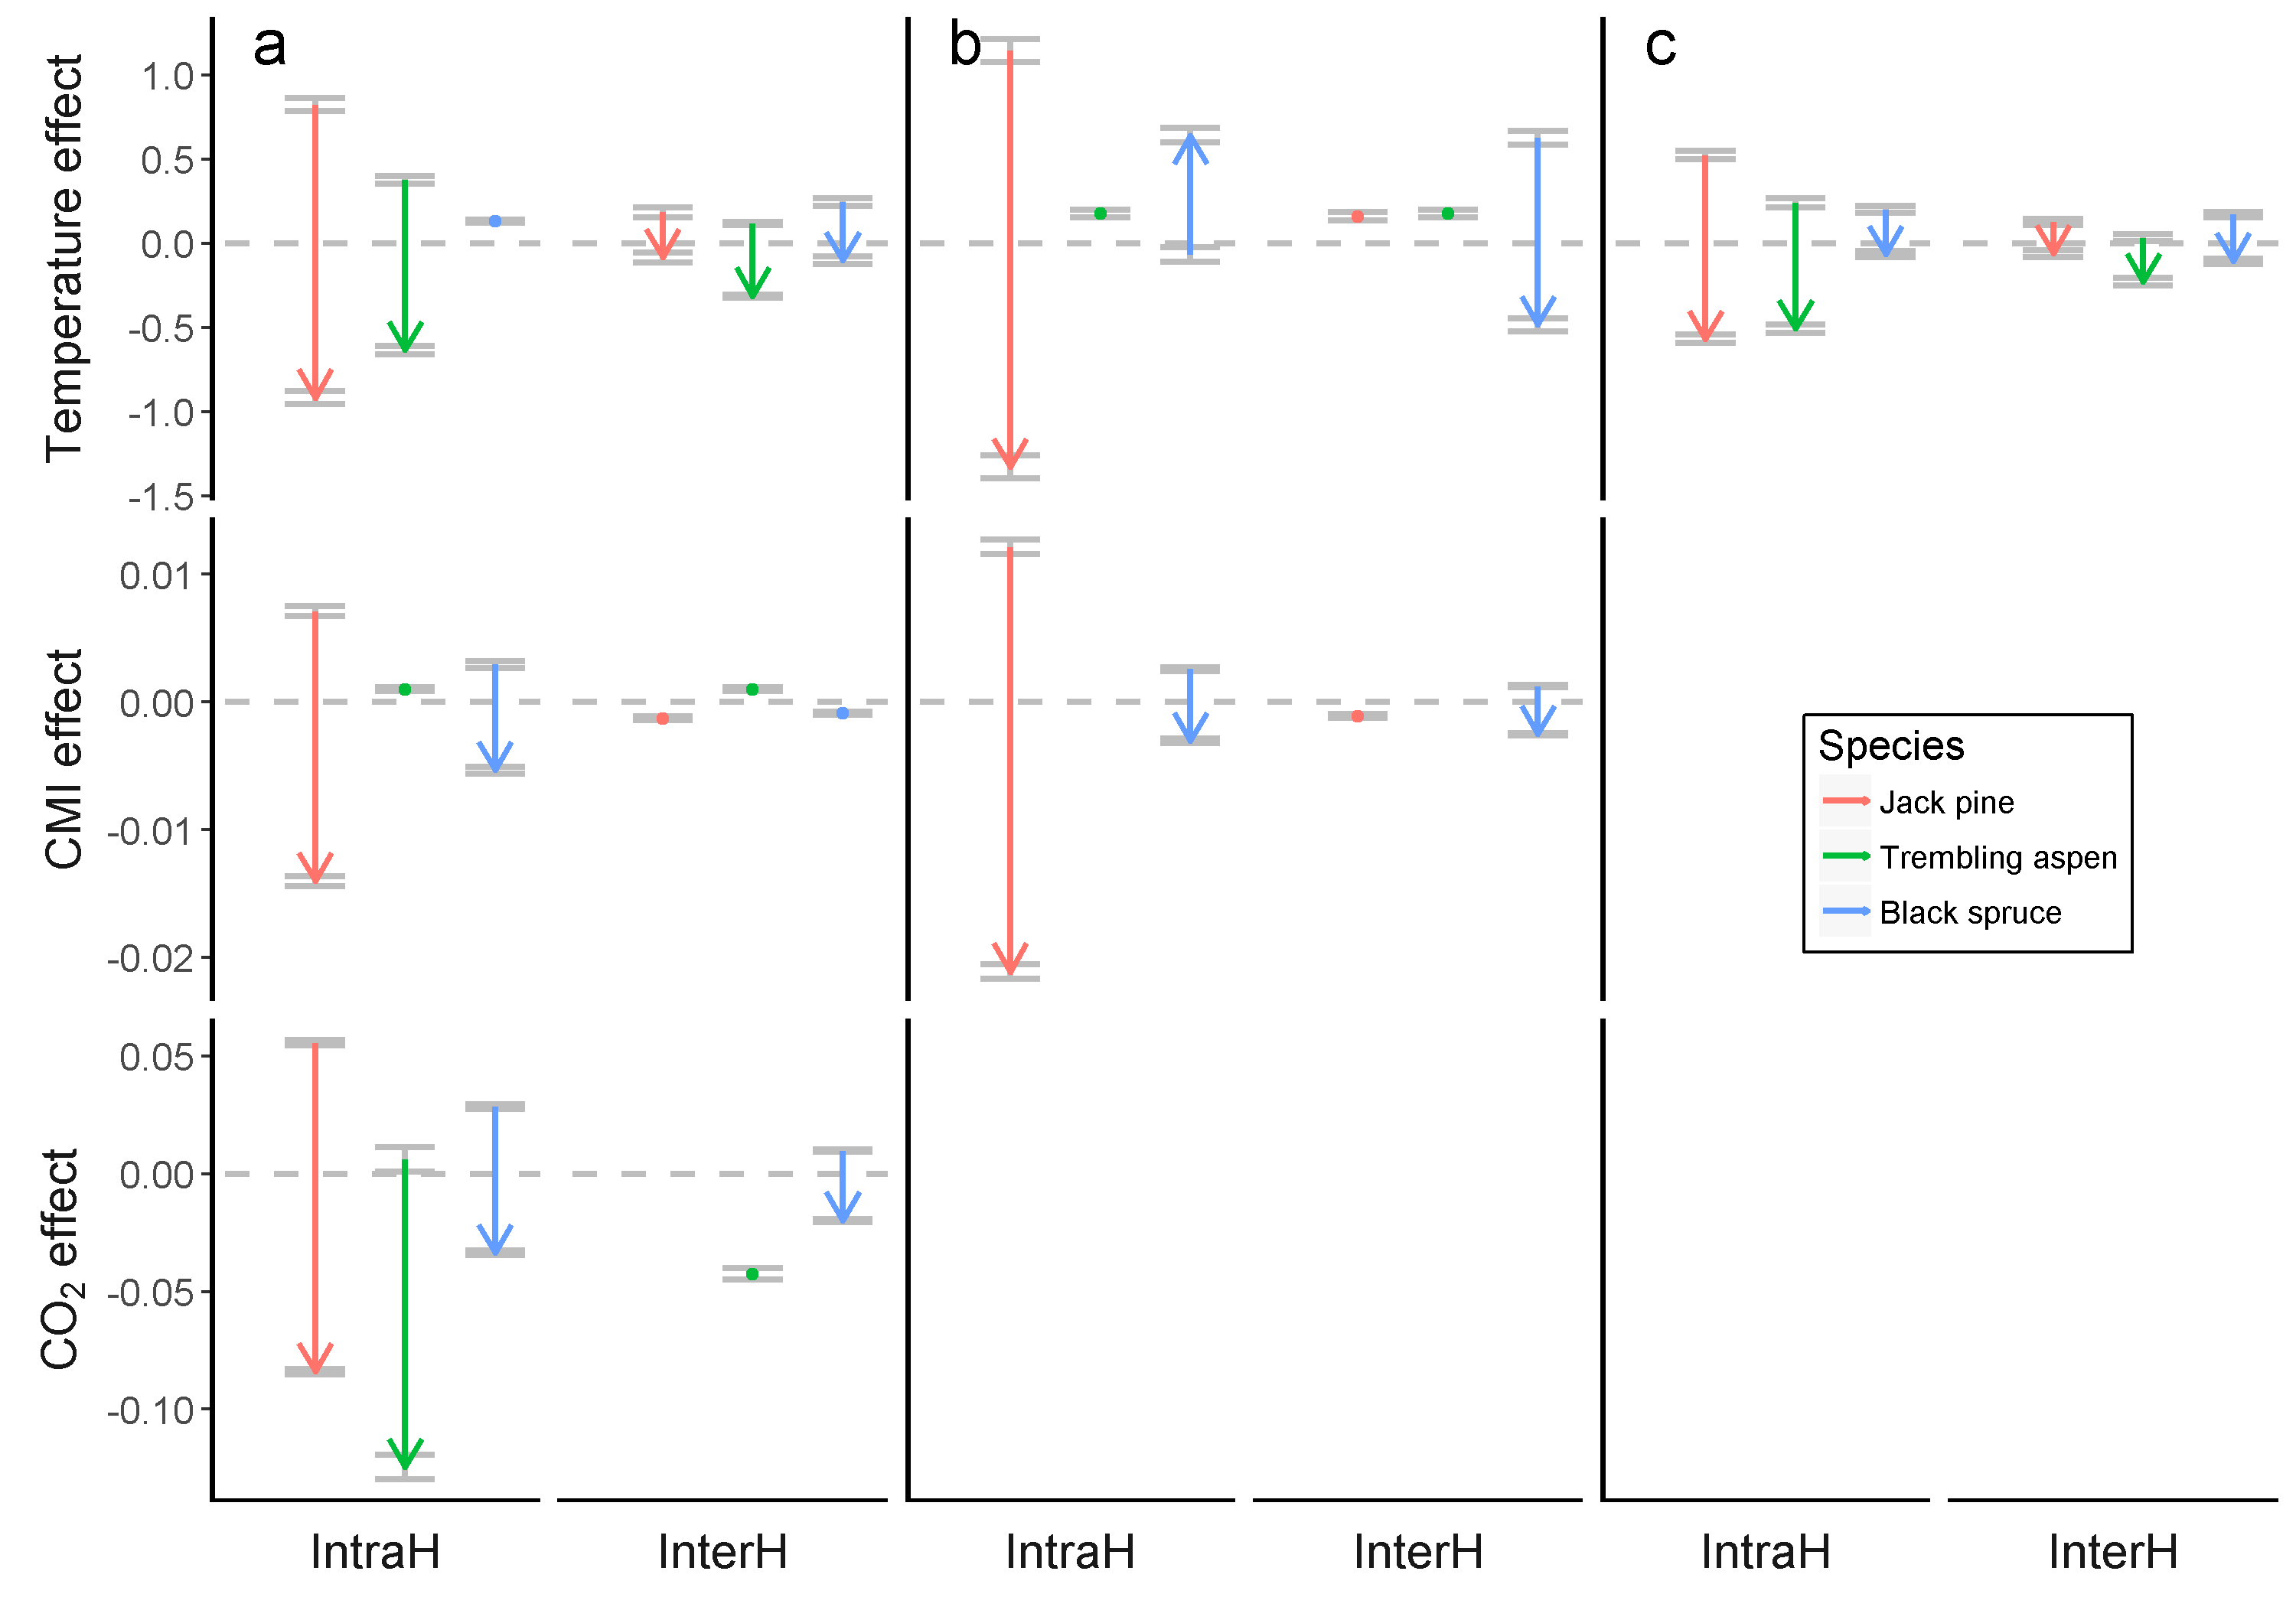 a
b
c
Temperature effect
1.0
0.5
0.0
-0.5
-1.0
-1.5
CMI effect
0.01
0.00
-0.01
-0.02
Species
Jack pine
Trembling aspen
Black spruce
CO₂ effect
0.05
0.00
-0.05
-0.10
IntraH
InterH
IntraH
InterH
IntraH
InterH